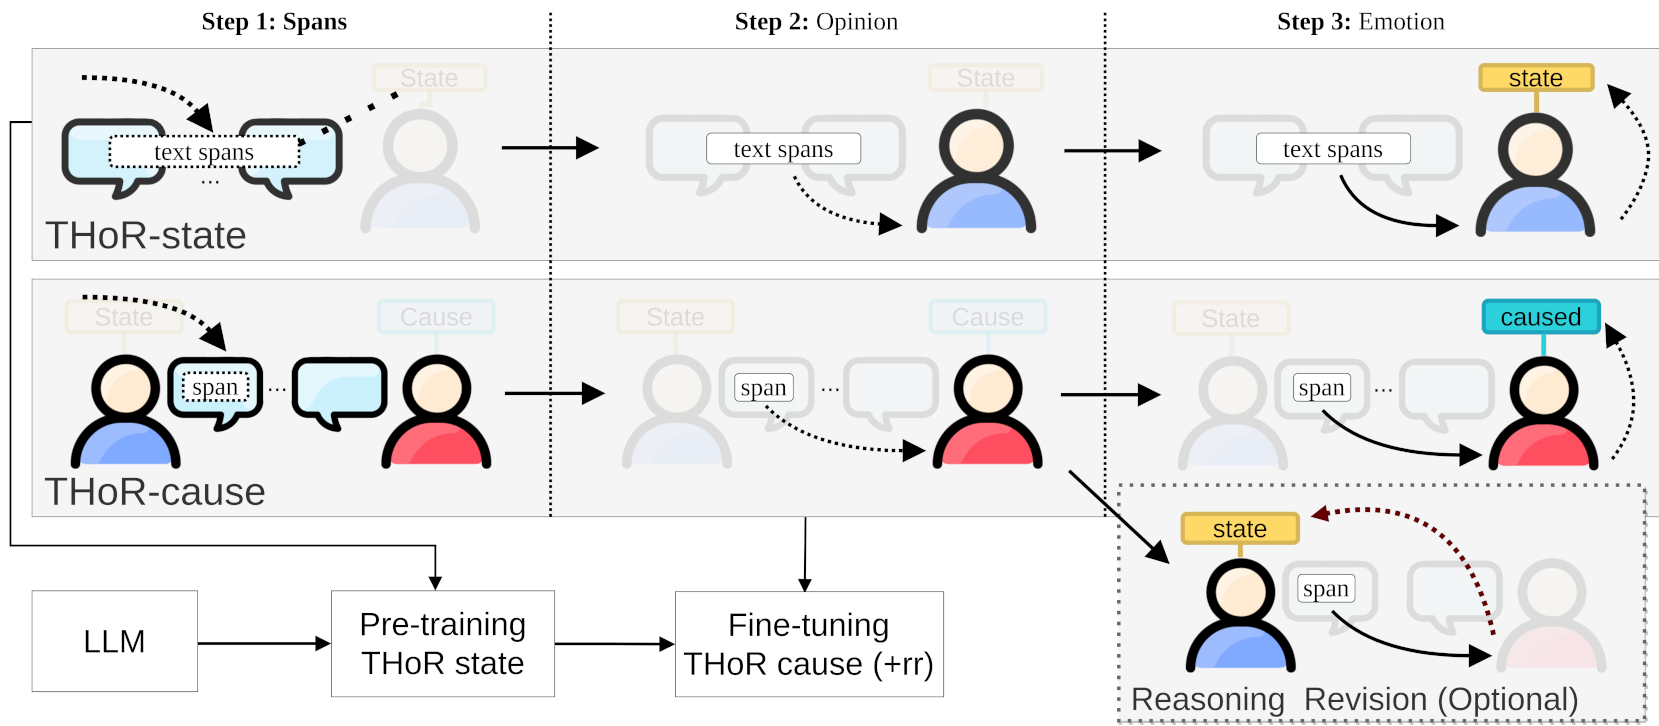 Step 1: Spans
Step 2: Opinion
Step 3: Emotion
State
text spans
...
THoR-state
State
text spans
state
text spans
State
Cause
span
...
THoR-cause
State
Cause
span
...
State
caused
span
...
state
span
Reasoning Revision (Optional)
LLM
Pre-training
THoR state
Fine-tuning
THoR cause (+rr)